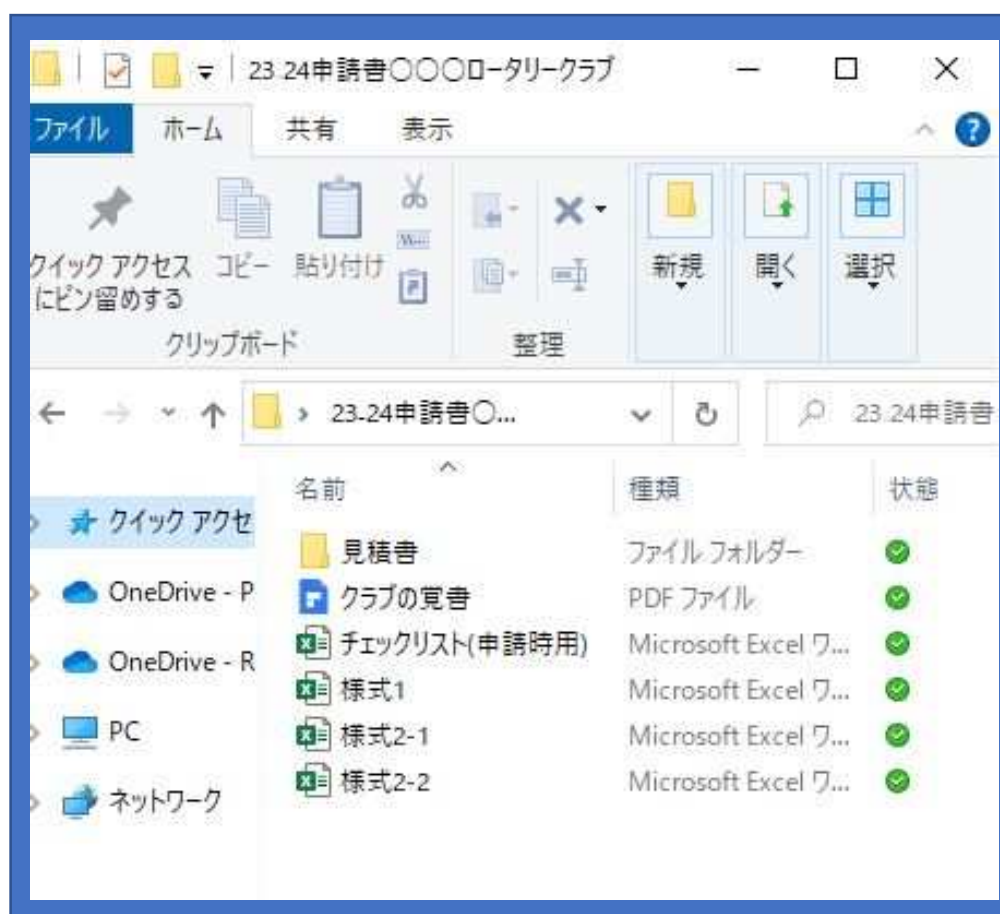 23 24申請書〇〇〇ロータリークラブ
ファイル ホーム 共有 表示
クイック アクセス
にピン留めする
コピー
貼り付け
クリップボード
整理
新規
開く
選択
23-24申請書〇...
23 24申請書
名前 種類 状態
クイック アクセ
OneDrive - P
OneDrive - R
PC
ネットワーク
見積書 ファイル フォルダー
クラブの覚書 PDF ファイル
チェックリスト(申請時用) Microsoft Excel ワ...
様式1 Microsoft Excel ワ...
様式2-1 Microsoft Excel ワ...
様式2-2 Microsoft Excel ワ...